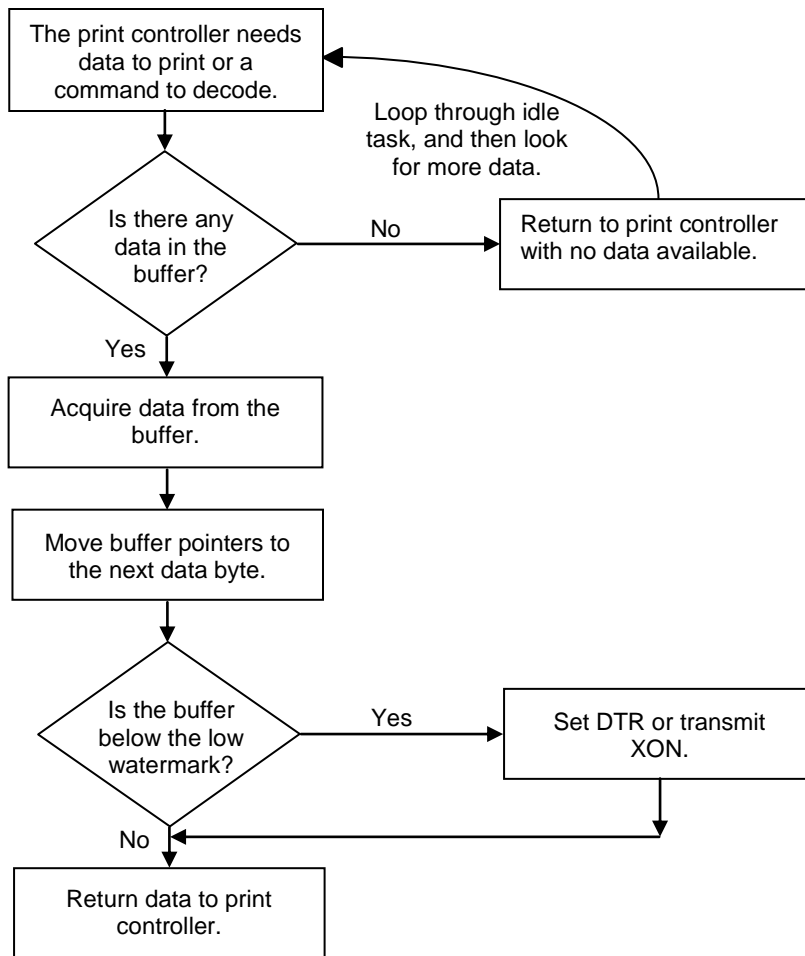 The print controller needs
data to print or a
command to decode.
Loop through idle
task, and then look
for more data.
Is there any
data in the
buffer?
No
Return to print controller
with no data available.
Yes
Acquire data from the
buffer.
Move buffer pointers to
the next data byte.
Is the buffer
below the low
watermark?
Yes
Set DTR or transmit
XON.
No
Return data to print
controller.